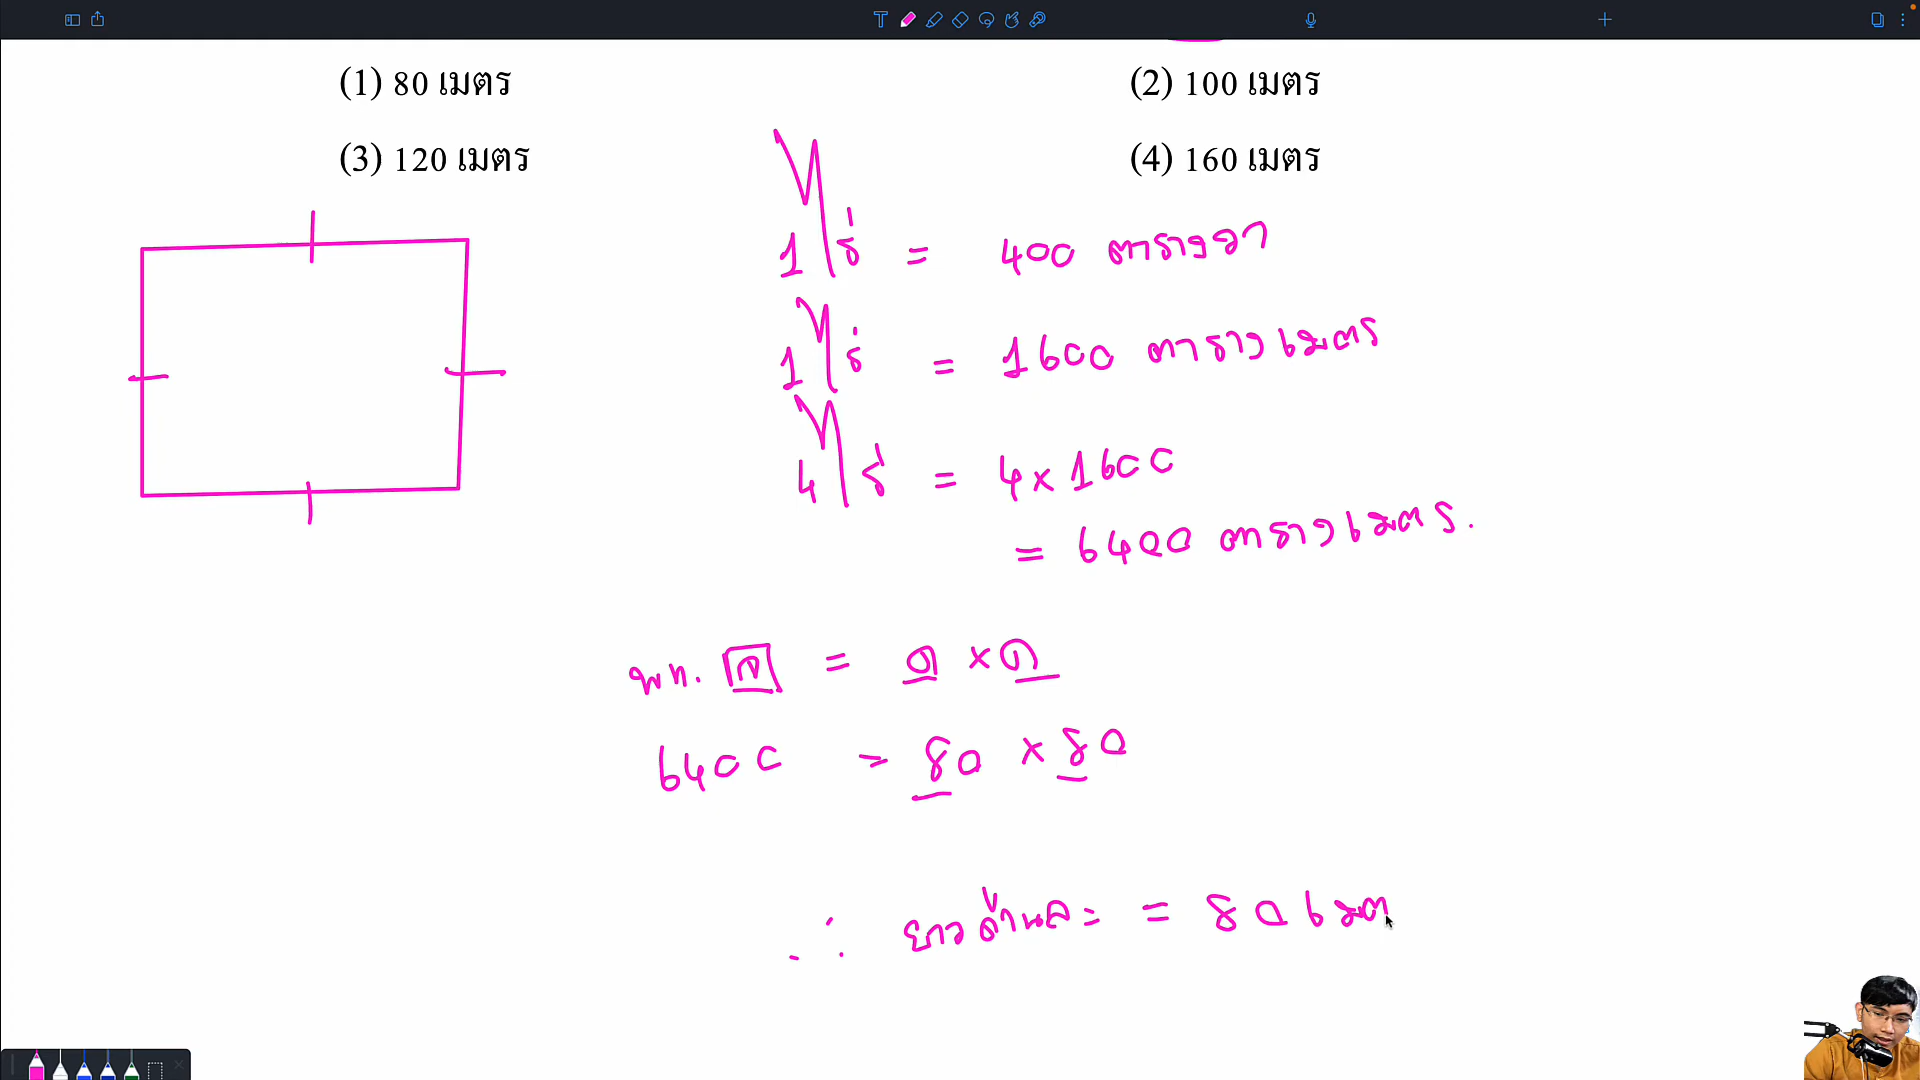 (1) 80 เมตร
(2) 100 เมตร
(3) 120 เมตร
(4) 160 เมตร
1 ไร่ = 400 ตารางวา
1 ไร่ = 1600 ตารางเมตร
4 ไร่ = 4 × 1600
= 6400 ตารางเมตร.
พท. จ = ด × ด
6400 = 80 × 80
∴ ยาวด้านละ = 80 เมต